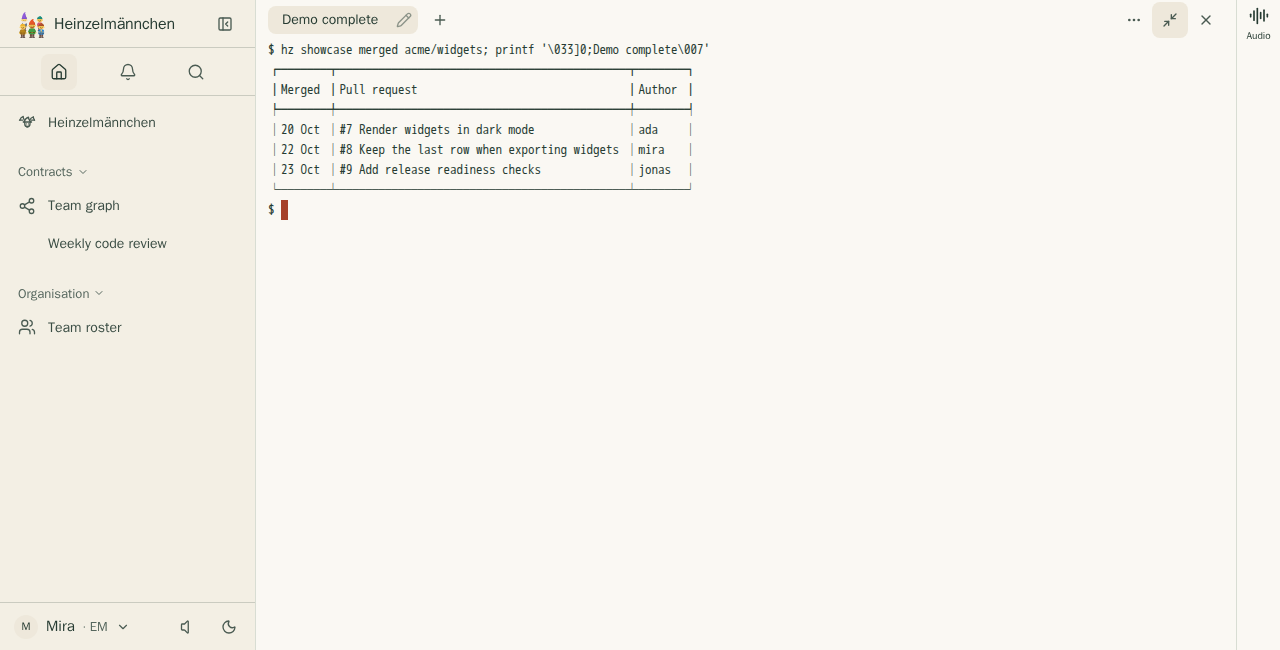 Heinzelmännchen
Heinzelmännchen
Contracts
Team graph
Weekly code review
Organisation
Team roster
M Mira · EM
Demo complete
$ hz showcase merged acme/widgets; printf '\033]0;Demo complete\007'
Merged Pull request Author
20 Oct #7 Render widgets in dark mode ada
22 Oct #8 Keep the last row when exporting widgets mira
23 Oct #9 Add release readiness checks jonas
$
Audio